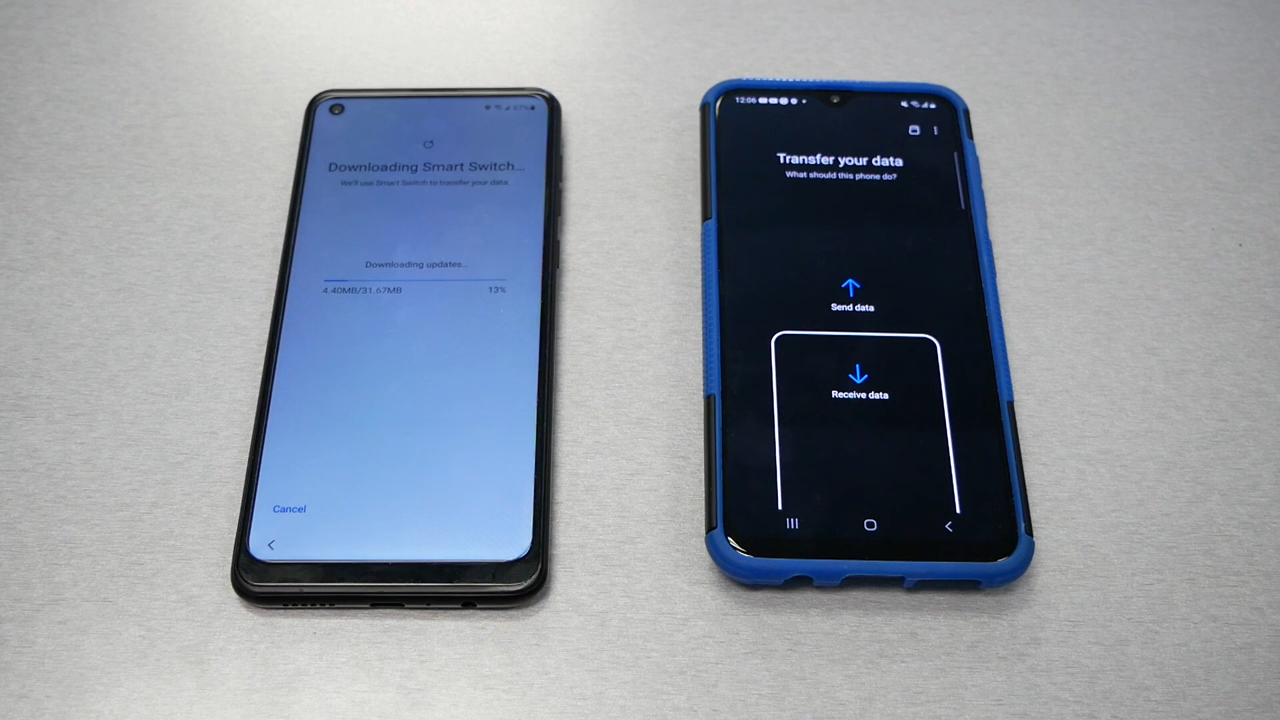 Downloading Smart Switch...
We'll use Smart Switch to transfer your data.
Downloading updates...
4.40MB/31.67MB 13%
Cancel
12:06
Transfer your data
What should this phone do?
Send data
Receive data